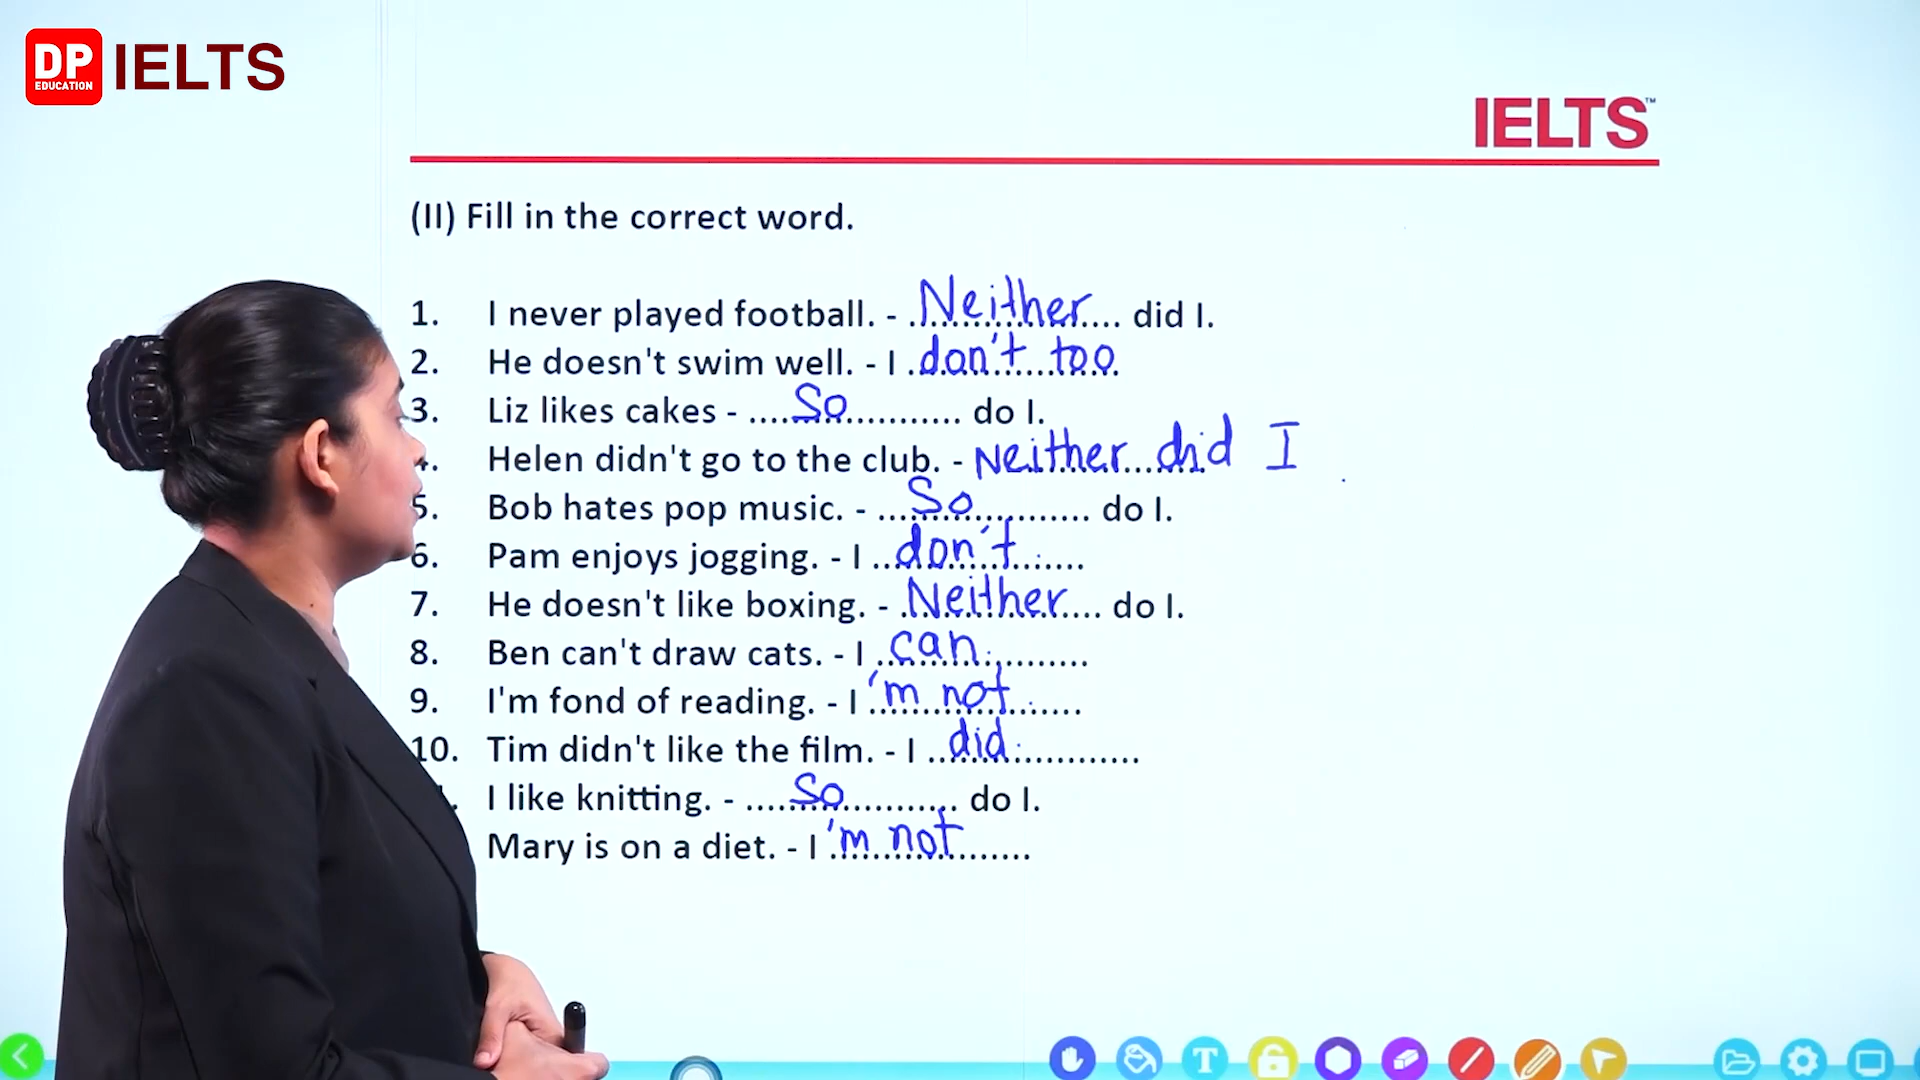 DP EDUCATION IELTS
IELTS™
(II) Fill in the correct word.
1. I never played football. - Neither did I.
2. He doesn't swim well. - I don't too
3. Liz likes cakes - So do I.
. Helen didn't go to the club. - Neither did I
5. Bob hates pop music. - So do I.
6. Pam enjoys jogging. - I don't
7. He doesn't like boxing. - Neither do I.
8. Ben can't draw cats. - I can
9. I'm fond of reading. - I 'm not
10. Tim didn't like the film. - I did
. I like knitting. - So do I.
Mary is on a diet. - I 'm not
T